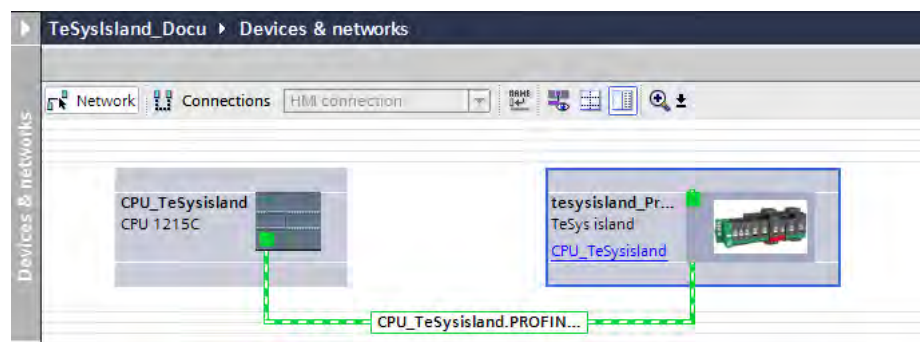 TeSysIsland_Docu ▸ Devices & networks
Network Connections HMI connection
Devices & networks
CPU_TeSysisland
CPU 1215C
tesysisland_Pr...
TeSys island
CPU_TeSysisland
CPU_TeSysisland.PROFIN...